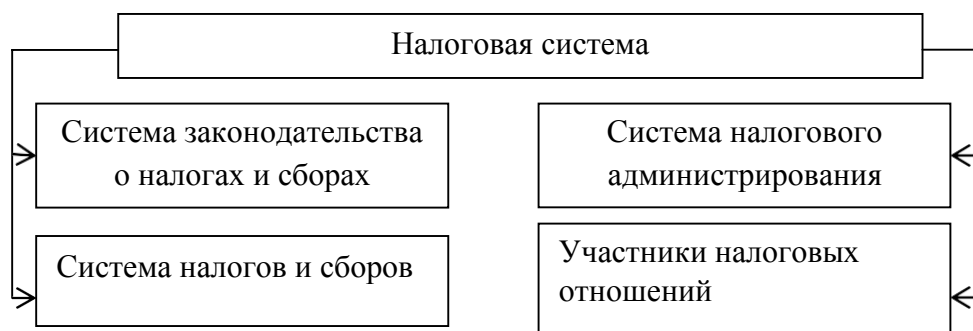 Налоговая система
Система законодательства
о налогах и сборах
Система налогового
администрирования
Система налогов и сборов
Участники налоговых
отношений